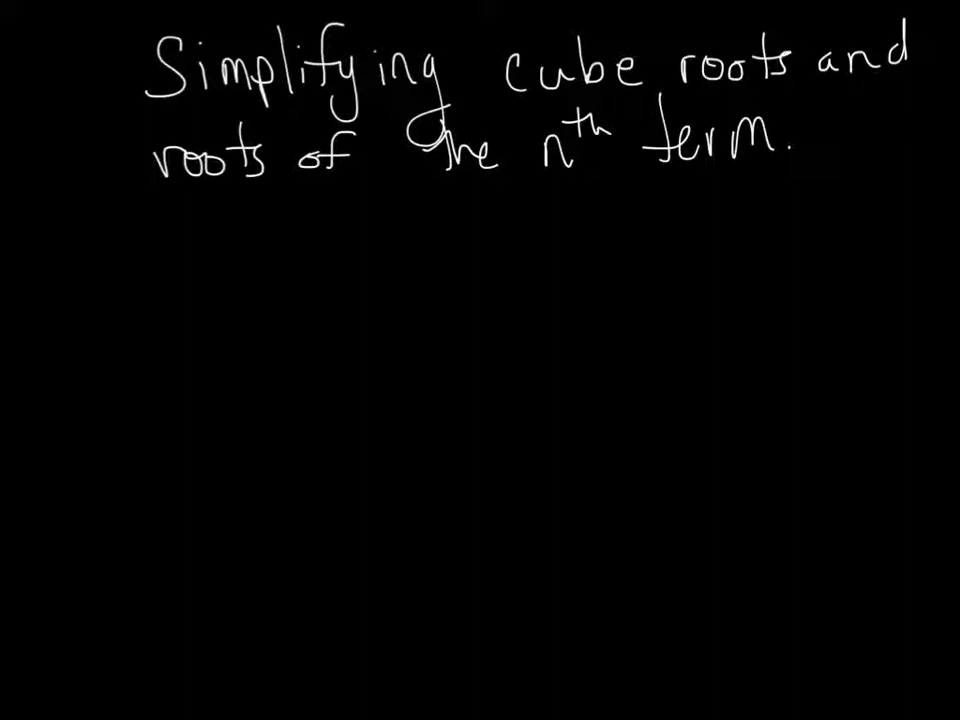 Simplifying cube roots and
roots of the nth term.